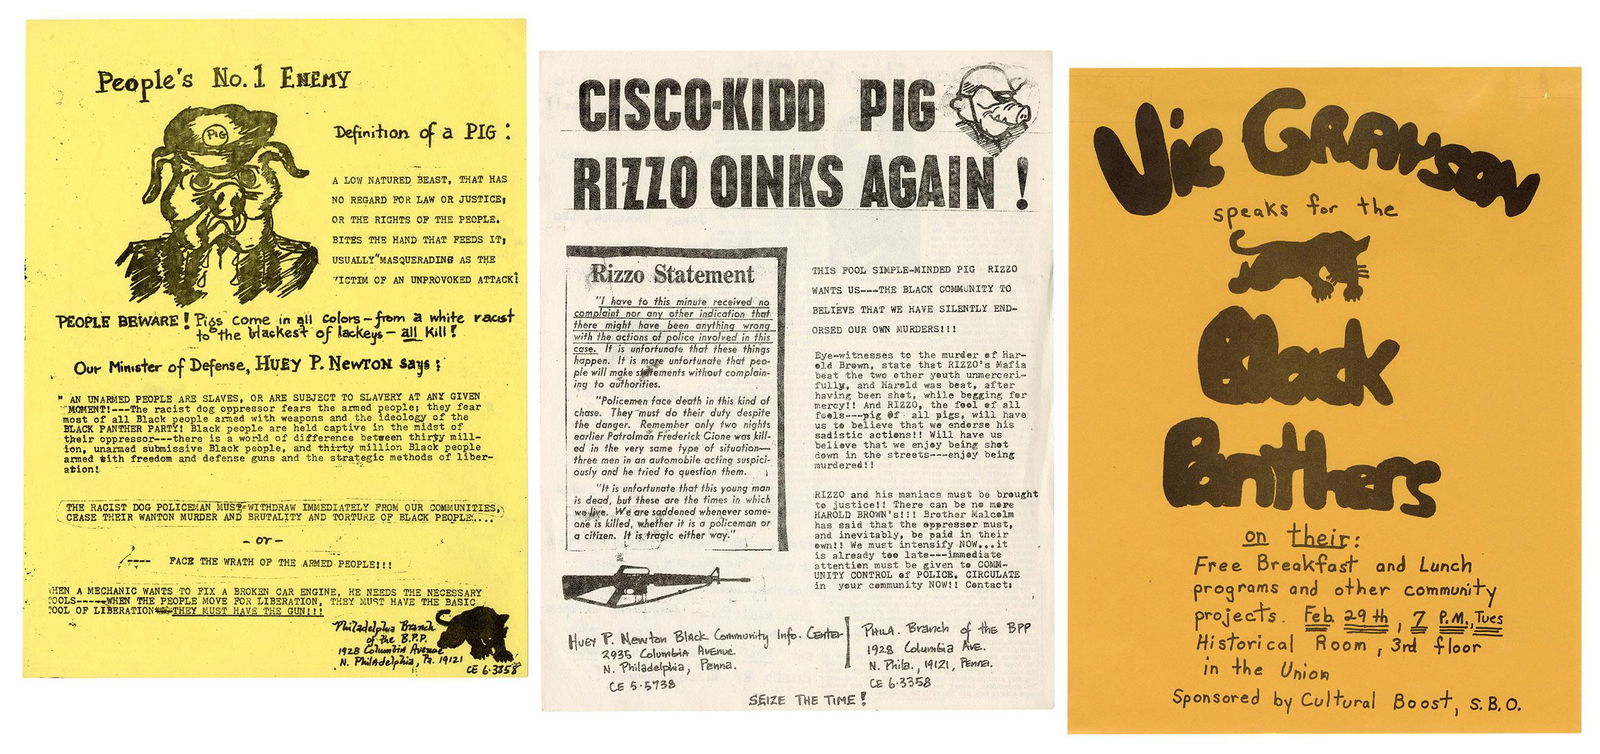 People's No.1 ENEMY
PIG
Definition of a PIG:
A LOW NATURED BEAST, THAT HAS
NO REGARD FOR LAW OR JUSTICE,
OR THE RIGHTS OF THE PEOPLE.
BITES THE HAND THAT FEEDS IT,
USUALLY "MASQUERADING AS THE
VICTIM OF AN UNPROVOKED ATTACK!
PEOPLE BEWARE! Pigs come in all colors-from a white racist
to the blackest of lackeys-all kill!
Our Minister of Defense, HUEY P. NEWTON says:
" AN UNARMED PEOPLE ARE SLAVES, OR ARE SUBJECT TO SLAVERY AT ANY GIVEN
MOMENT!---The racist dog oppressor fears the armed people; they fear
most of all Black people armed with weapons and the ideology of the
BLACK PANTHER PARTY! Black people are held captive in the midst of
their oppressor---there is a world of difference between thirty mill-
ion, unarmed submissive Black people, and thirty million Black people
armed with freedom and defense guns and the strategic methods of liber-
ation!
THE RACIST DOG POLICEMAN MUST WITHDRAW IMMEDIATELY FROM OUR COMMUNITIES,
CEASE THEIR WANTON MURDER AND BRUTALITY AND TORTURE OF BLACK PEOPLE....
- or -
---- FACE THE WRATH OF THE ARMED PEOPLE!!!
WHEN A MECHANIC WANTS TO FIX A BROKEN CAR ENGINE, HE NEEDS THE NECESSARY
TOOLS-----WHEN THE PEOPLE MOVE FOR LIBERATION, THEY MUST HAVE THE BASIC
TOOL OF LIBERATION---THEY MUST HAVE THE GUN!!!
Philadelphia Branch
of the B.P.P.
1928 Columbia Avenue
N. Philadelphia, Pa. 19121
CE 6-3358
CISCO-KIDD PIG
RIZZO OINKS AGAIN!
Rizzo Statement
"I have to this minute received no
complaint nor any other indication that
there might have been anything wrong
with the actions of police involved in this
case. It is unfortunate that these things
happen. It is more unfortunate that peo-
ple will make statements without complain-
ing to authorities.
"Policemen face death in this kind of
chase. They must do their duty despite
the danger. Remember only two nights
earlier Patrolman Frederick Cione was kill-
ed in the very same type of situation—
three men in an automobile acting suspici-
ously and he tried to question them.
"It is unfortunate that this young man
is dead, but these are the times in which
we live. We are saddened whenever some-
one is killed, whether it is a policeman or
a citizen. It is tragic either way."
THIS FOOL SIMPLE-MINDED PIG RIZZO
WANTS US---THE BLACK COMMUNITY TO
BELIEVE THAT WE HAVE SILENTLY END-
ORSED OUR OWN MURDERS!!!
Eye-witnesses to the murder of Har-
old Brown, state that RIZZO's Mafia
beat the two other youth unmerceri-
fully, and Harold was beat, after
having been shot, while begging for
mercy!! And RIZZO, the fool of all
fools---pig of all pigs, will have
us to believe that we endorse his
sadistic actions!! Will have us
believe that we enjoy being shot
down in the streets---enjoy being
murdered!!
RIZZO and his maniacs must be brought
to justice!! There can be no more
HAROLD BROWN's!!! Brother Malcolm
has said that the oppressor must,
and inevitably, be paid in their
own!! We must intensify NOW...it
is already too late---immediate
attention must be given to COMM-
UNITY CONTROL of POLICE. CIRCULATE
in your community NOW!! Contact:
HUEY P. Newton Black Community Info. Center
2935 Columbia Avenue
N. Philadelphia, Penna.
CE 5-5738
PHILA. Branch of the BPP
1928 Columbia Ave.
N. Phila., 19121, Penna.
CE 6-3358
SEIZE THE TIME!
Vic GRAYSON
speaks for the
Black
Panthers
on their:
Free Breakfast and Lunch
programs and other community
projects. Feb. 29th, 7 P.M., Tues
Historical Room, 3rd floor
in the Union
Sponsored by Cultural Boost, S.B.O.